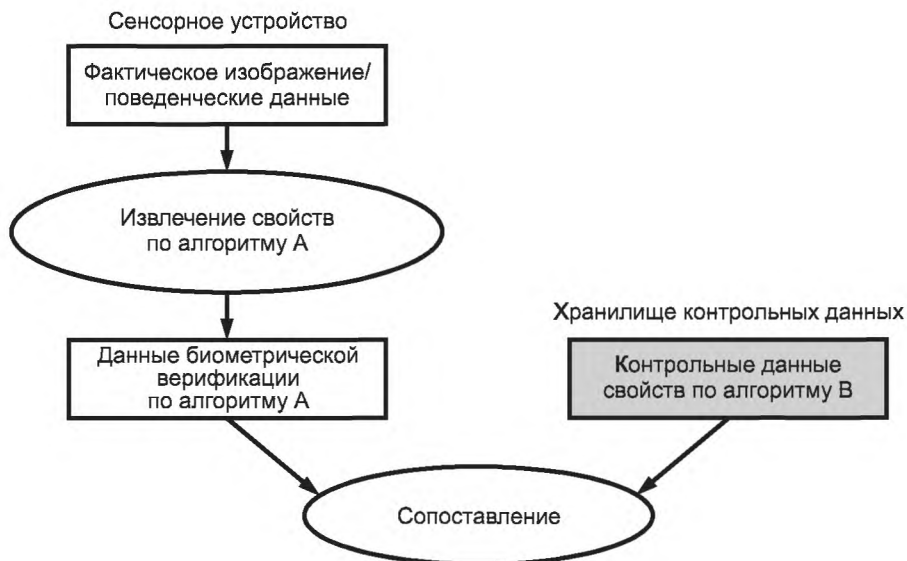 Сенсорное устройство
Фактическое изображение/
поведенческие данные
Извлечение свойств
по алгоритму А
Данные биометрической
верификации
по алгоритму А
Хранилище контрольных данных
Контрольные данные
свойств по алгоритму В
Сопоставление